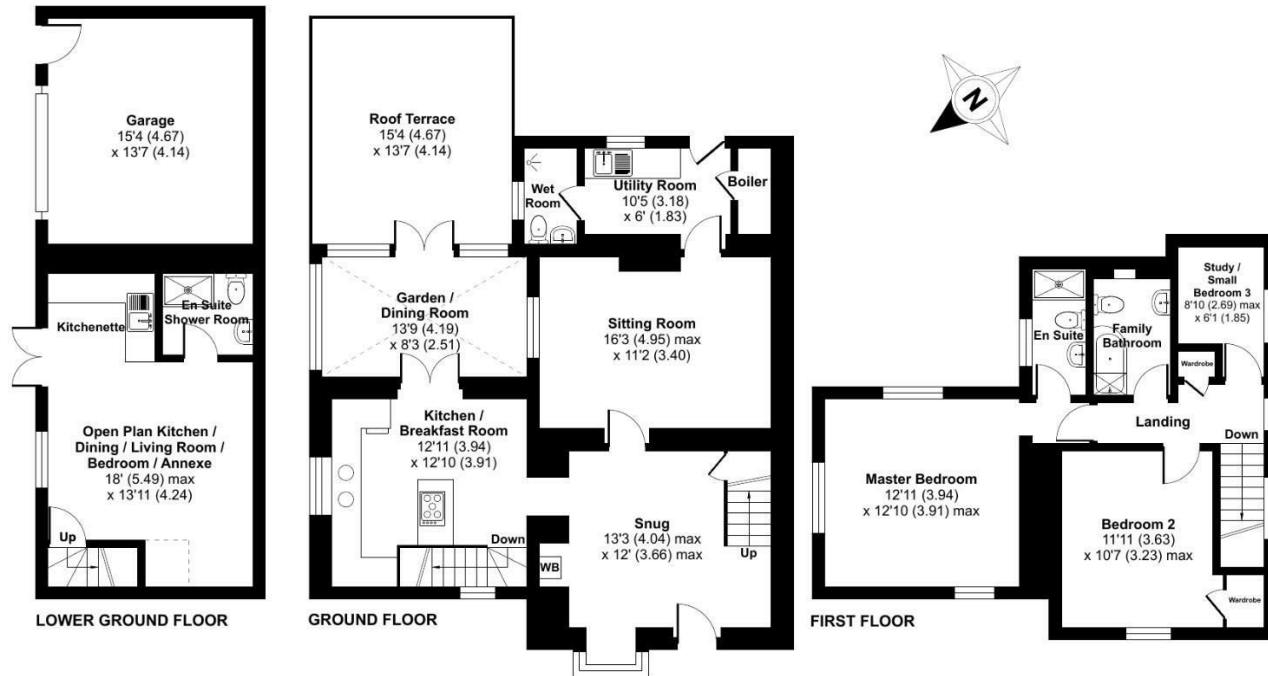 Garage
15'4 (4.67)
x 13'7 (4.14)
Kitchenette
En Suite
Shower Room
Open Plan Kitchen /
Dining / Living Room /
Bedroom / Annexe
18' (5.49) max
x 13'11 (4.24)
Up
LOWER GROUND FLOOR
Roof Terrace
15'4 (4.67)
x 13'7 (4.14)
Wet
Room
Utility Room
10'5 (3.18)
x 6' (1.83)
Boiler
Garden /
Dining Room
13'9 (4.19)
x 8'3 (2.51)
Sitting Room
16'3 (4.95) max
x 11'2 (3.40)
Kitchen /
Breakfast Room
12'11 (3.94)
x 12'10 (3.91)
Down
WB
Snug
13'3 (4.04) max
x 12' (3.66) max
Up
GROUND FLOOR
N
Study /
Small
Bedroom 3
8'10 (2.69) max
x 6'1 (1.85)
En Suite
Family
Bathroom
Wardrobe
Landing
Down
Master Bedroom
12'11 (3.94)
x 12'10 (3.91) max
Bedroom 2
11'11 (3.63)
x 10'7 (3.23) max
Wardrobe
FIRST FLOOR